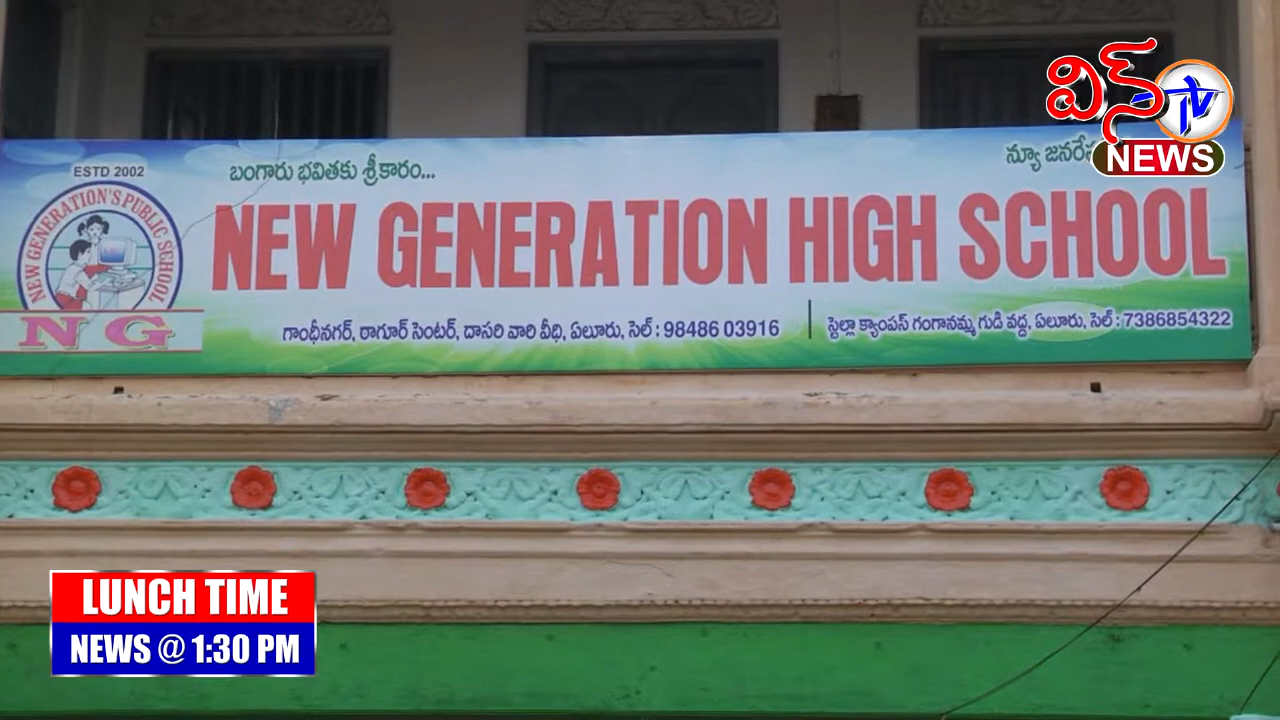 విన్
TV
NEWS
ESTD 2002
బంగారు భవితకు శ్రీకారం...
న్యూ
NEW GENERATION'S PUBLIC SCHOOL
NEW GENERATION HIGH SCHOOL
N G
గాంధీనగర్, ఠాగూర్ సెంటర్, దాసరి వారి వీధి, ఏలూరు, సెల్ : 98486 03916
స్టెల్లా క్యాంపస్ గంగానమ్మ గుడి వద్ద, ఏలూరు, సెల్ : 7386854322
LUNCH TIME
NEWS @ 1:30 PM